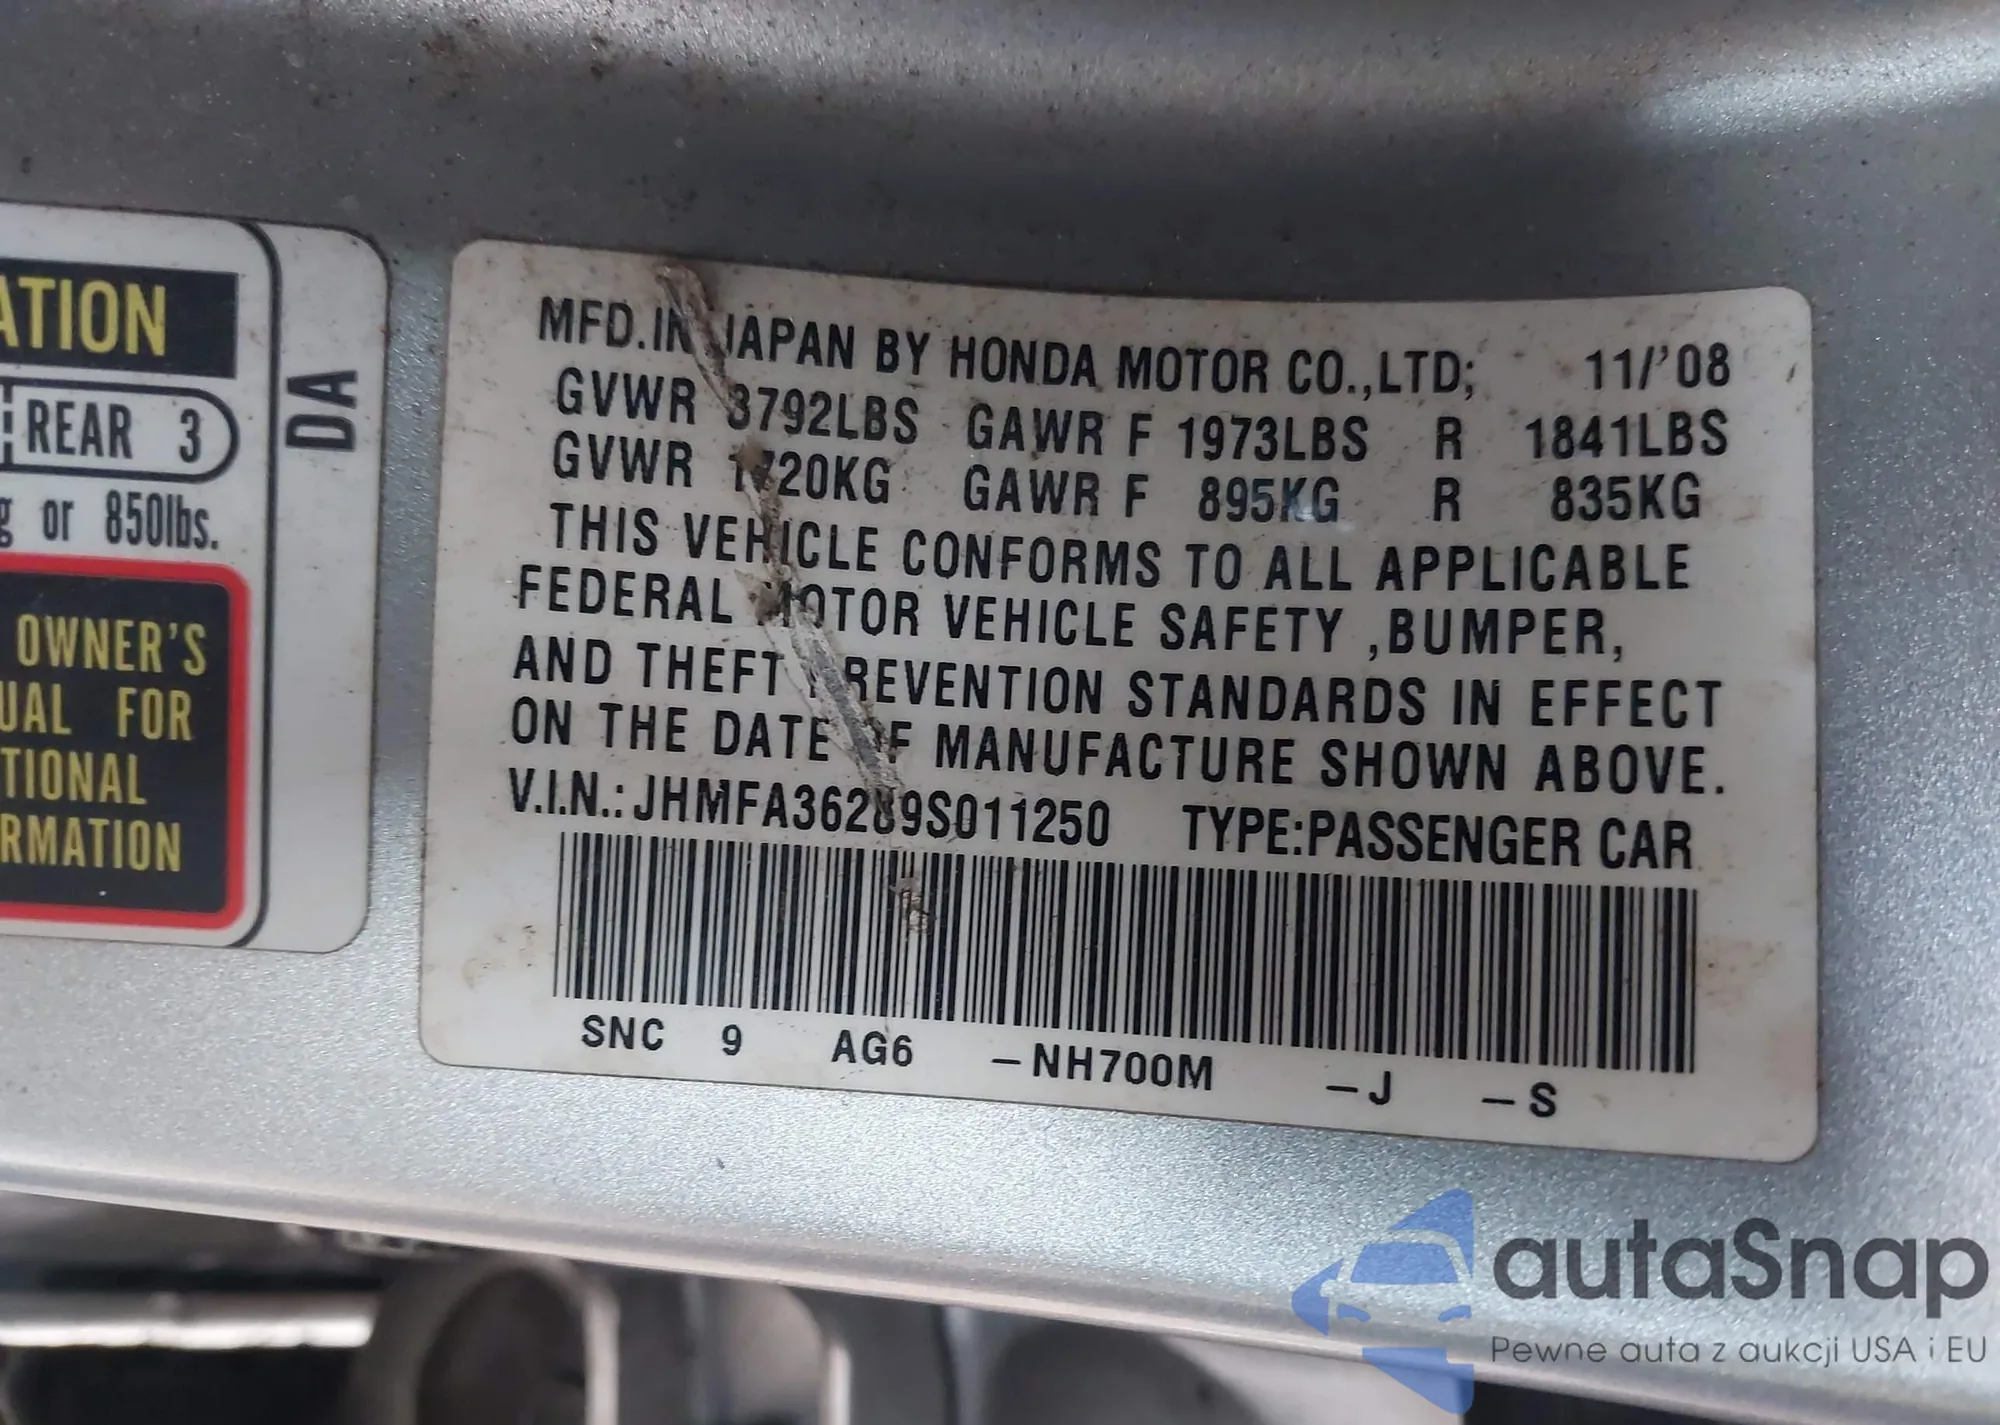 ATION
REAR 3
g or 850lbs.
OWNER'S
UAL FOR
TIONAL
RMATION
DA
MFD. IN JAPAN BY HONDA MOTOR CO.,LTD; 11/'08
GVWR 3792LBS GAWR F 1973LBS R 1841LBS
GVWR 1720KG GAWR F 895KG R 835KG
THIS VEHICLE CONFORMS TO ALL APPLICABLE
FEDERAL MOTOR VEHICLE SAFETY ,BUMPER,
AND THEFT PREVENTION STANDARDS IN EFFECT
ON THE DATE OF MANUFACTURE SHOWN ABOVE.
V.I.N.: JHMFA36289S011250 TYPE:PASSENGER CAR
SNC 9 AG6 –NH700M –J –S
autaSnap
Pewne auta z aukcji USA i EU